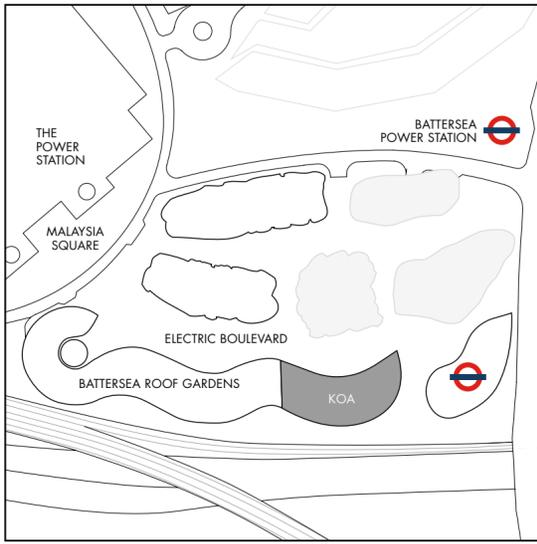 BATTERSEA
POWER STATION
THE
POWER
STATION
MALAYSIA
SQUARE
ELECTRIC BOULEVARD
BATTERSEA ROOF GARDENS
KOA